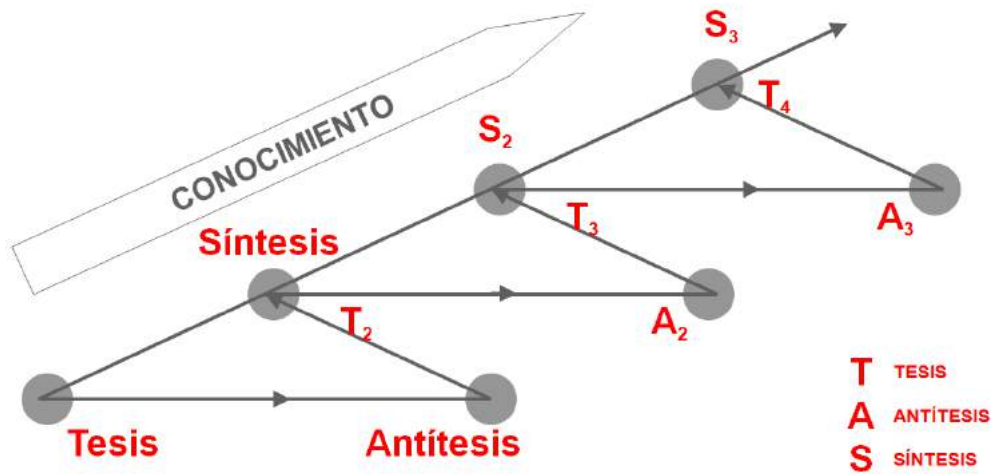 S₃
T₄
CONOCIMIENTO
S₂
T₃
A₃
Síntesis
T₂
A₂
Tesis
Antítesis
T TESIS
A ANTÍTESIS
S SÍNTESIS